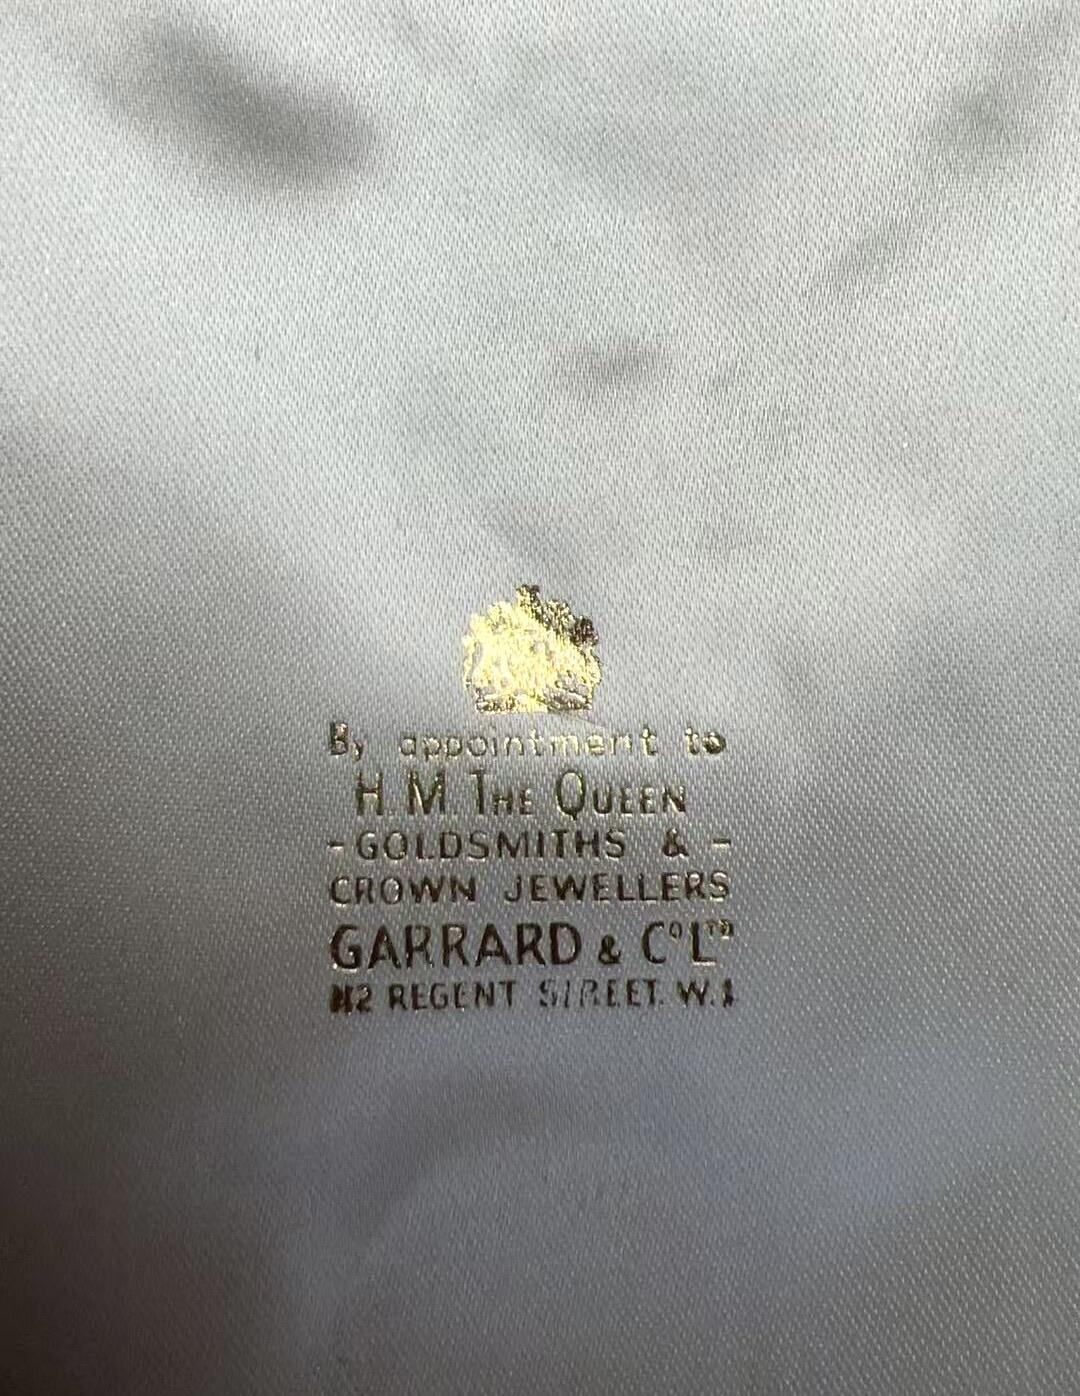 By appointment to
H.M. THE QUEEN
- GOLDSMITHS & -
CROWN JEWELLERS
GARRARD & Cº LTD
112 REGENT STREET. W.1